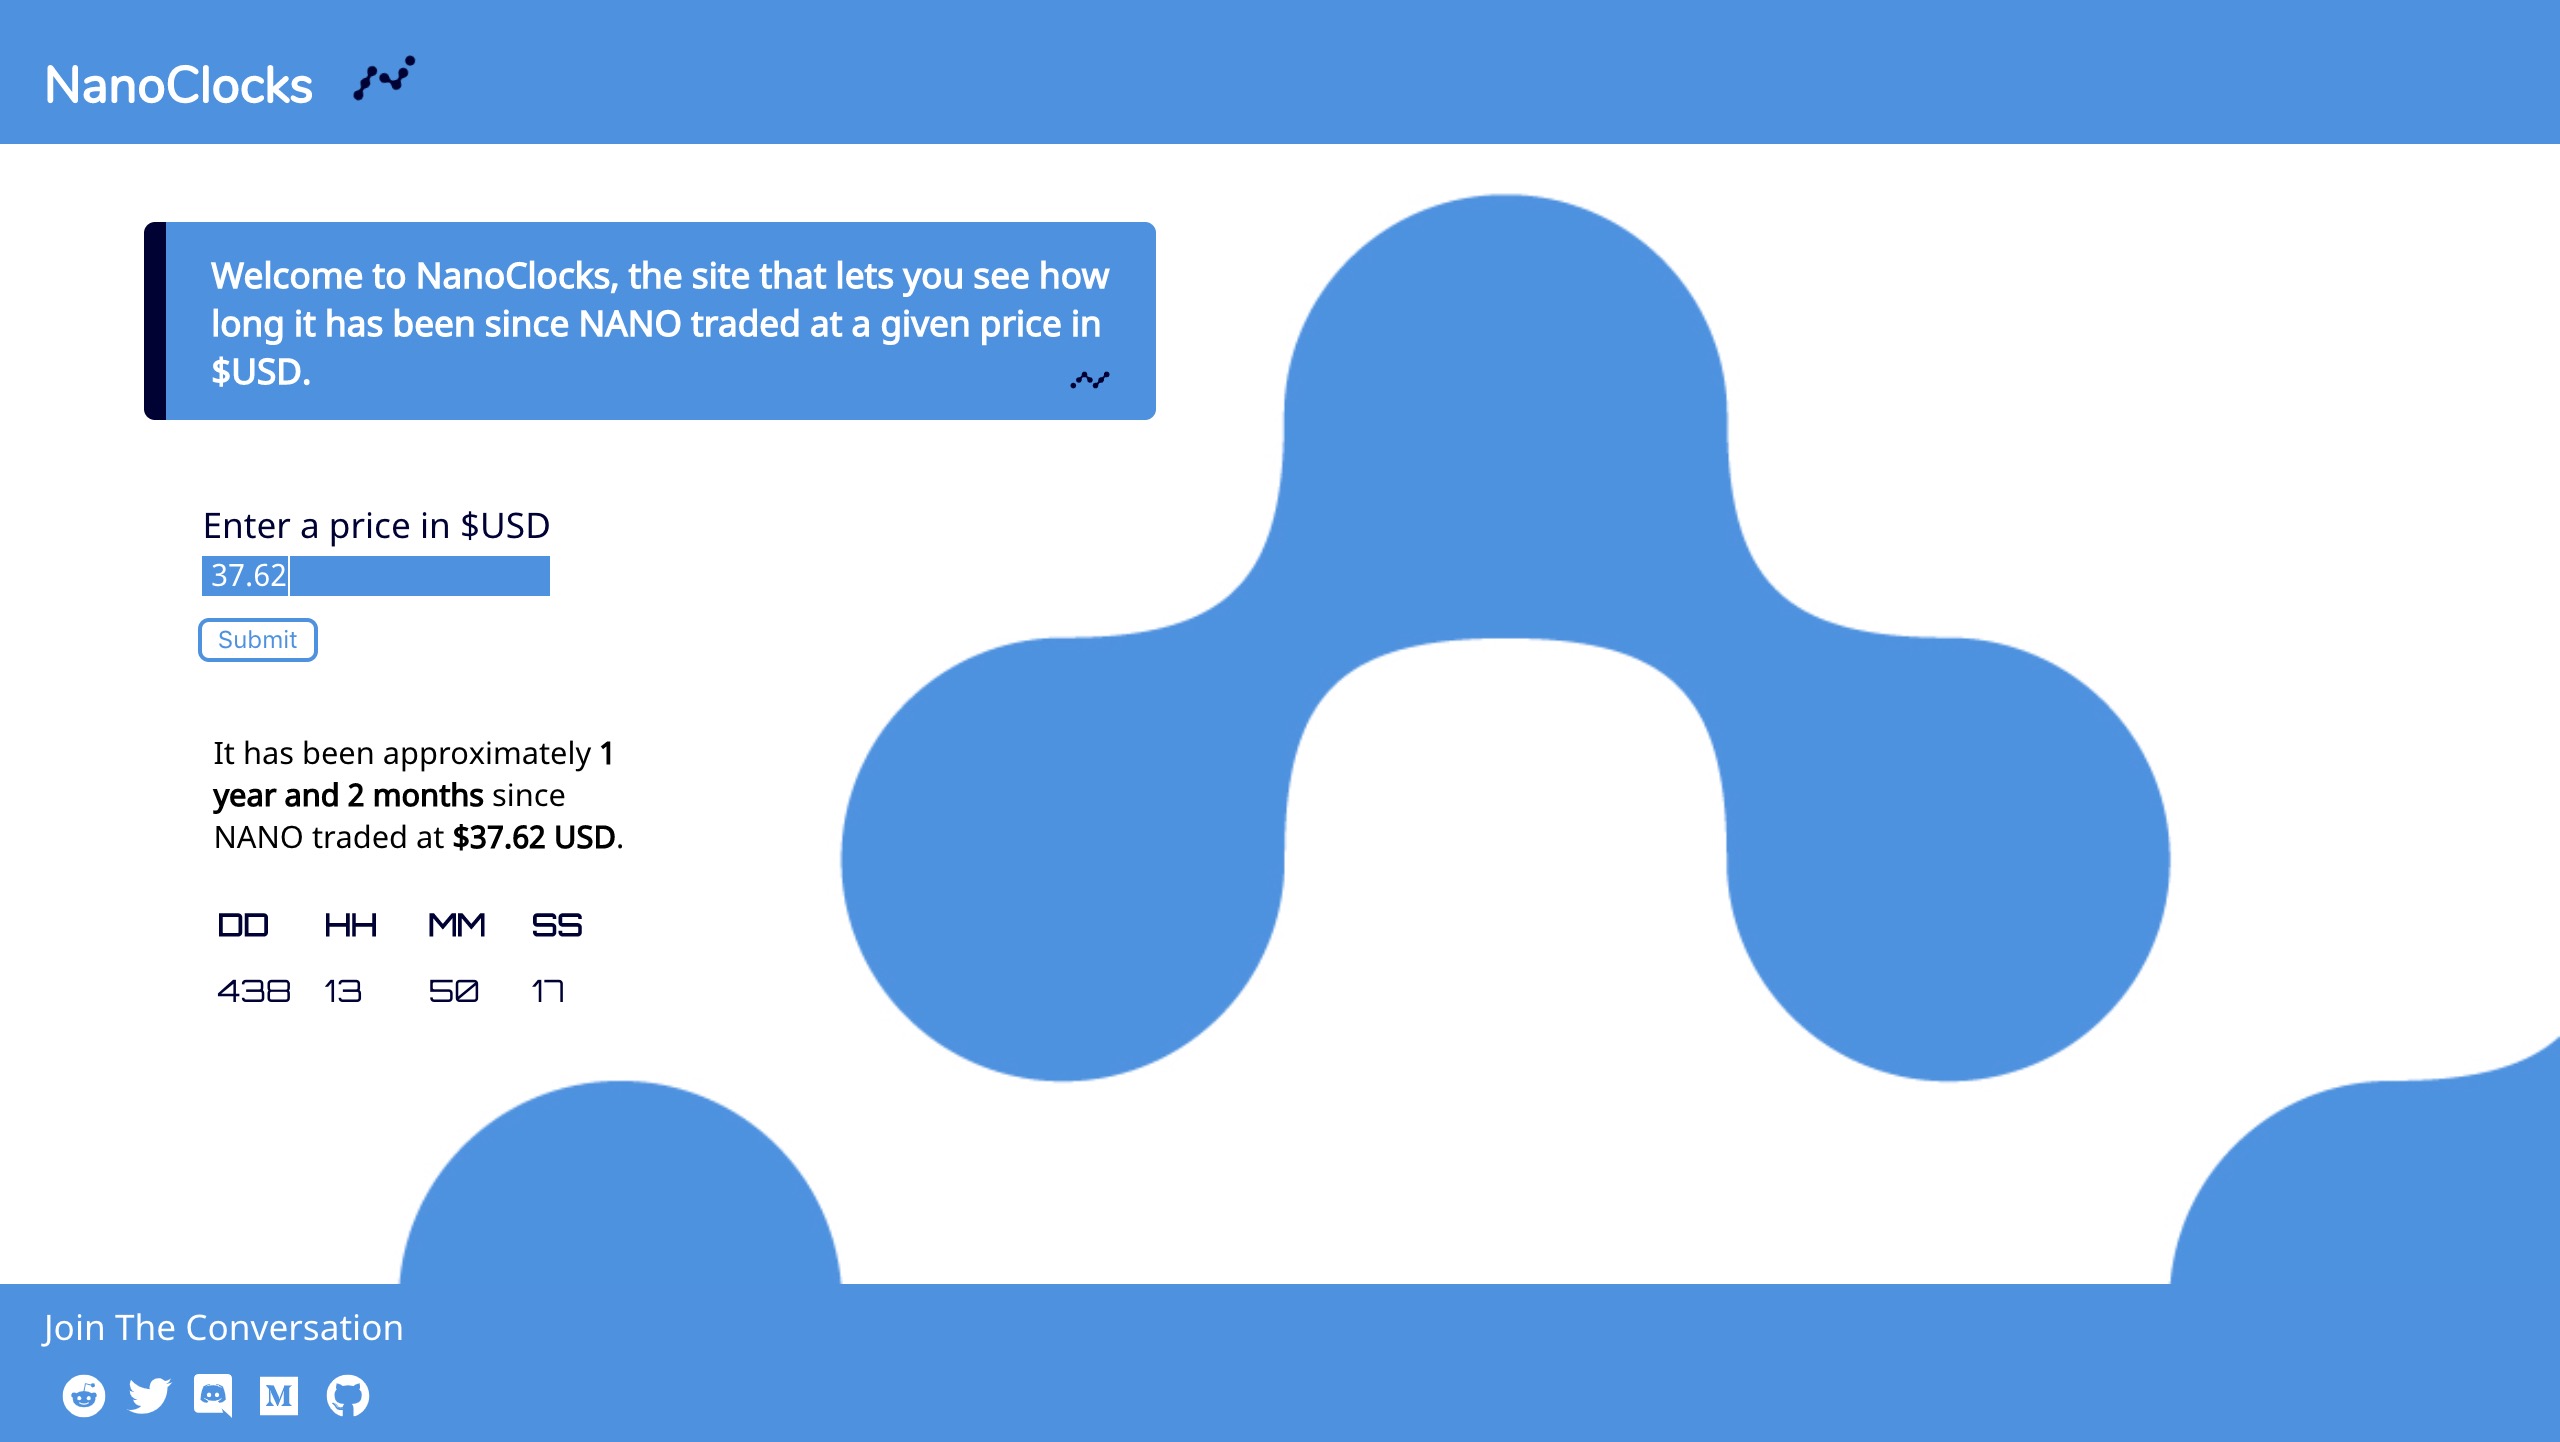 NanoClocks
Welcome to NanoClocks, the site that lets you see how
long it has been since NANO traded at a given price in
$USD.
Enter a price in $USD
37.62
Submit
It has been approximately 1
year and 2 months since
NANO traded at $37.62 USD.
DD HH MM SS
438 13 50 17
Join The Conversation
M